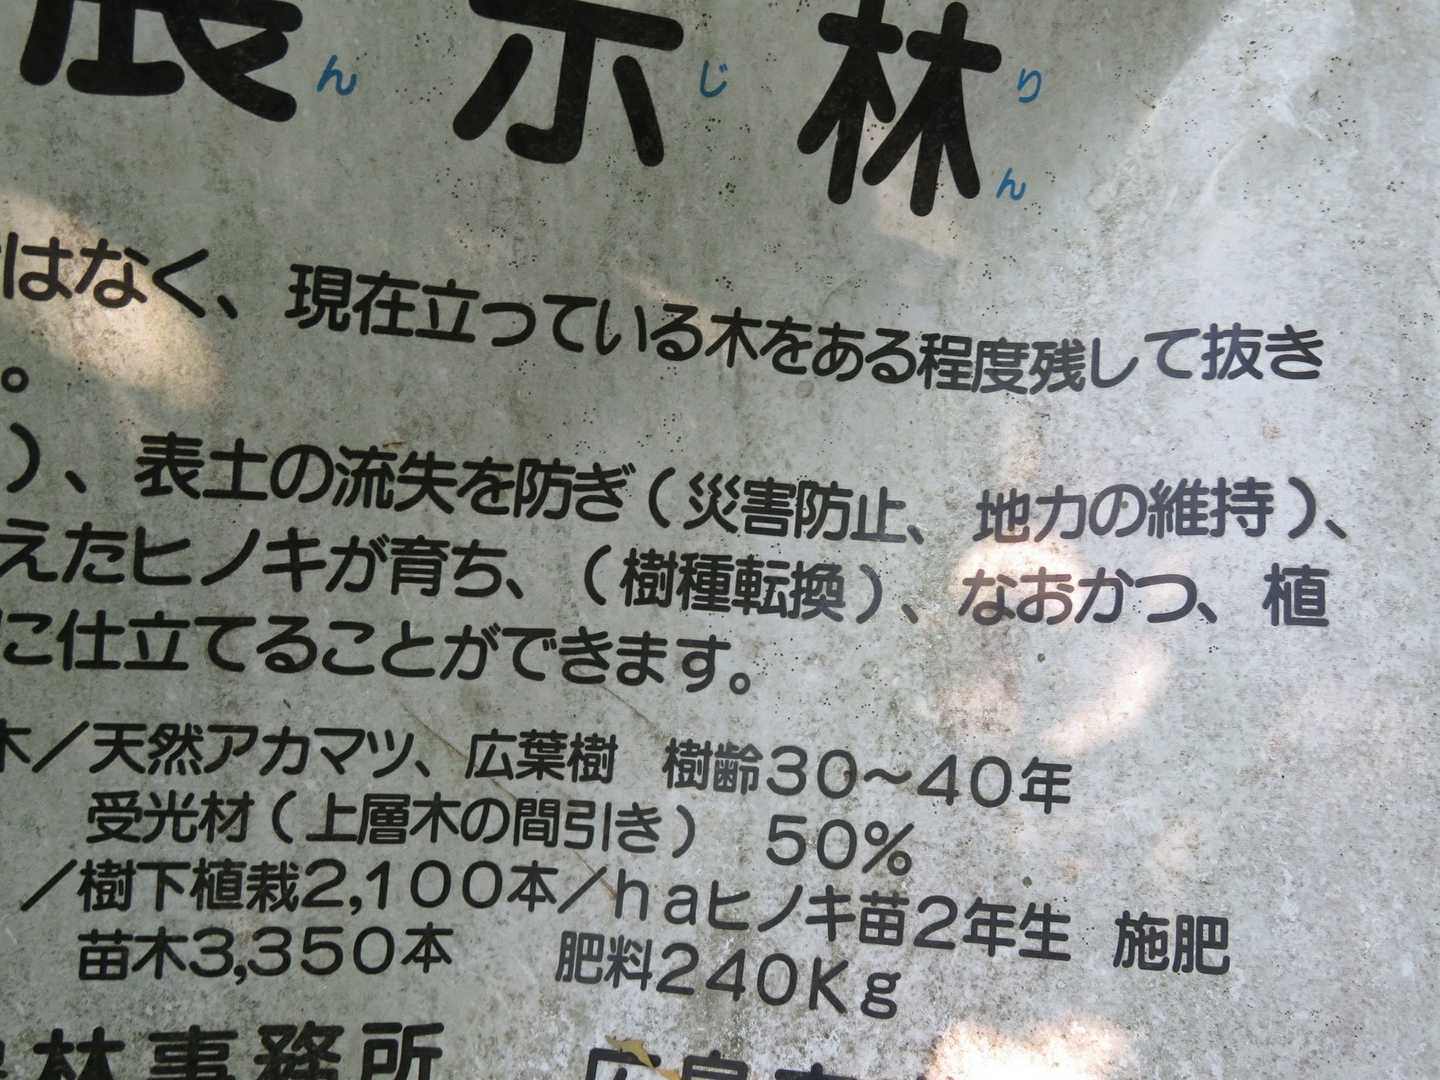 展示林
ん じ りん
はなく、現在立っている木をある程度残して抜き
。
)、表土の流失を防ぎ(災害防止、地力の維持)、
えたヒノキが育ち、(樹種転換)、なおかつ、植
に仕立てることができます。
木/天然アカマツ、広葉樹 樹齢30~40年
受光材(上層木の間引き) 50%
/樹下植栽2,100本/haヒノキ苗2年生 施肥
苗木3,350本 肥料240Kg
林事務所 広島市